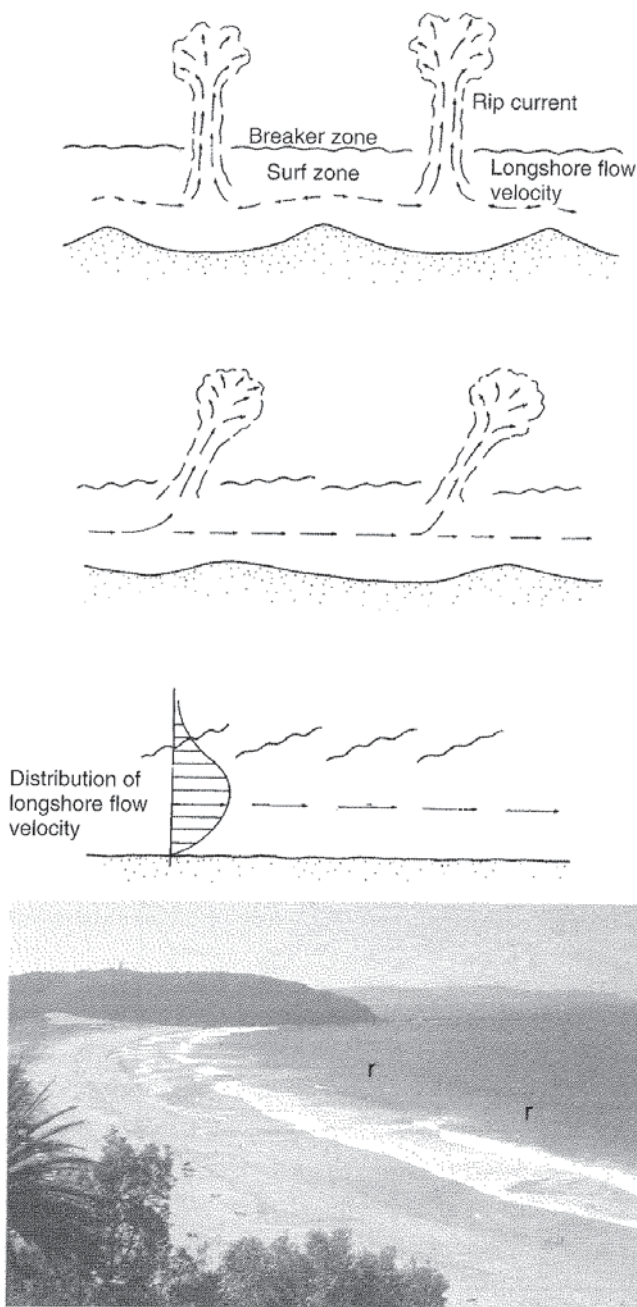 Rip current
Breaker zone
Surf zone
Longshore flow
velocity
Distribution of
longshore flow
velocity
r
r